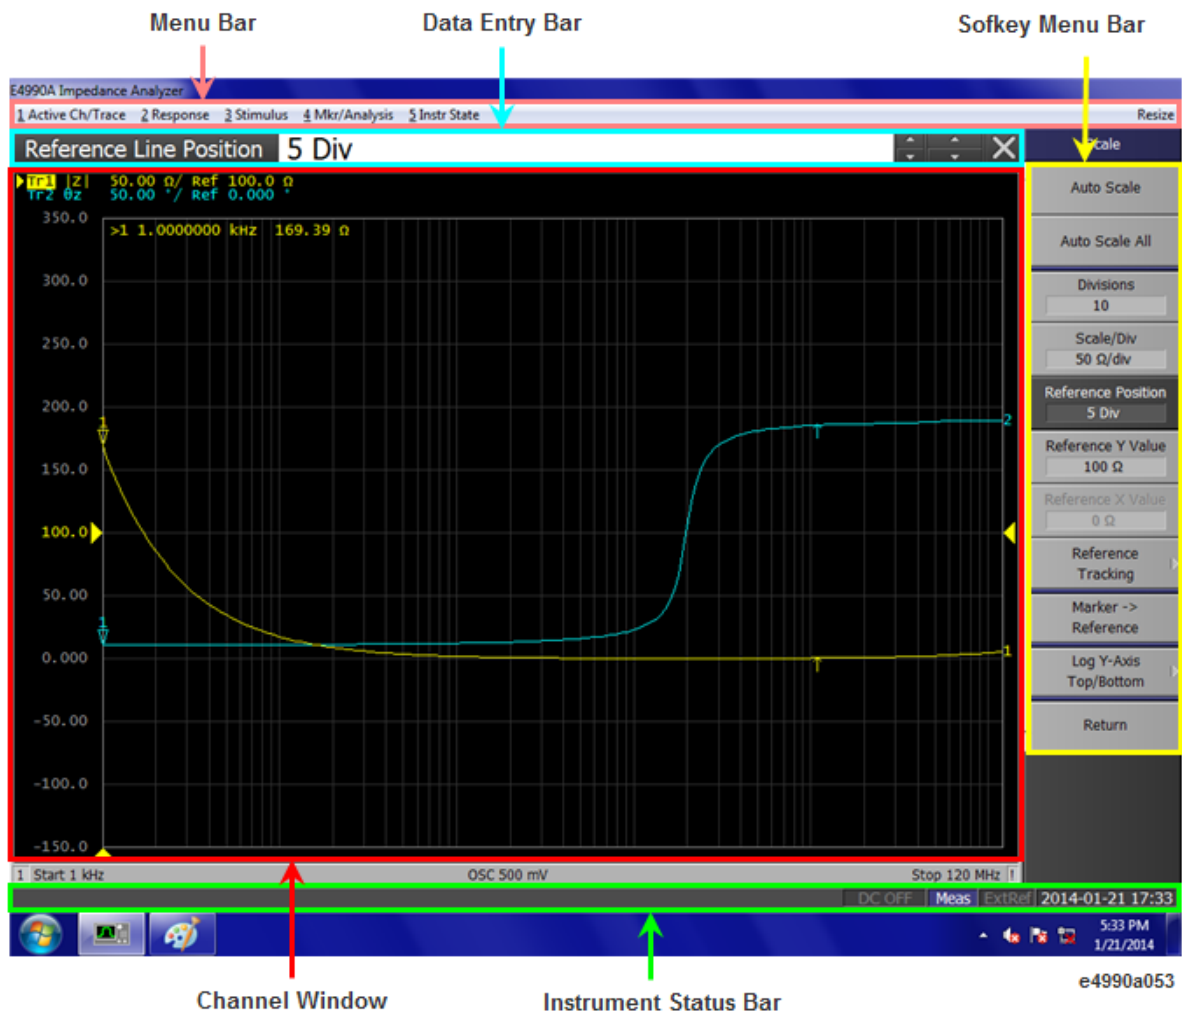 Menu Bar
Data Entry Bar
Sofkey Menu Bar
E4990A Impedance Analyzer
1 Active Ch/Trace 2 Response 3 Stimulus 4 Mkr/Analysis 5 Instr State
Resize
Reference Line Position 5 Div
Scale
Tr1 |Z| 50.00 Ω/ Ref 100.0 Ω
Tr2 θz 50.00 °/ Ref 0.000 °
>1 1.0000000 kHz 169.39 Ω
350.0
300.0
250.0
200.0
150.0
100.0
50.00
0.000
-50.00
-100.0
-150.0
1
1
2
1
Auto Scale
Auto Scale All
Divisions
10
Scale/Div
50 Ω/div
Reference Position
5 Div
Reference Y Value
100 Ω
Reference X Value
0 Ω
Reference
Tracking
Marker ->
Reference
Log Y-Axis
Top/Bottom
Return
1 Start 1 kHz
OSC 500 mV
Stop 120 MHz !
DC OFF Meas ExtRef 2014-01-21 17:33
5:33 PM
1/21/2014
e4990a053
Channel Window
Instrument Status Bar